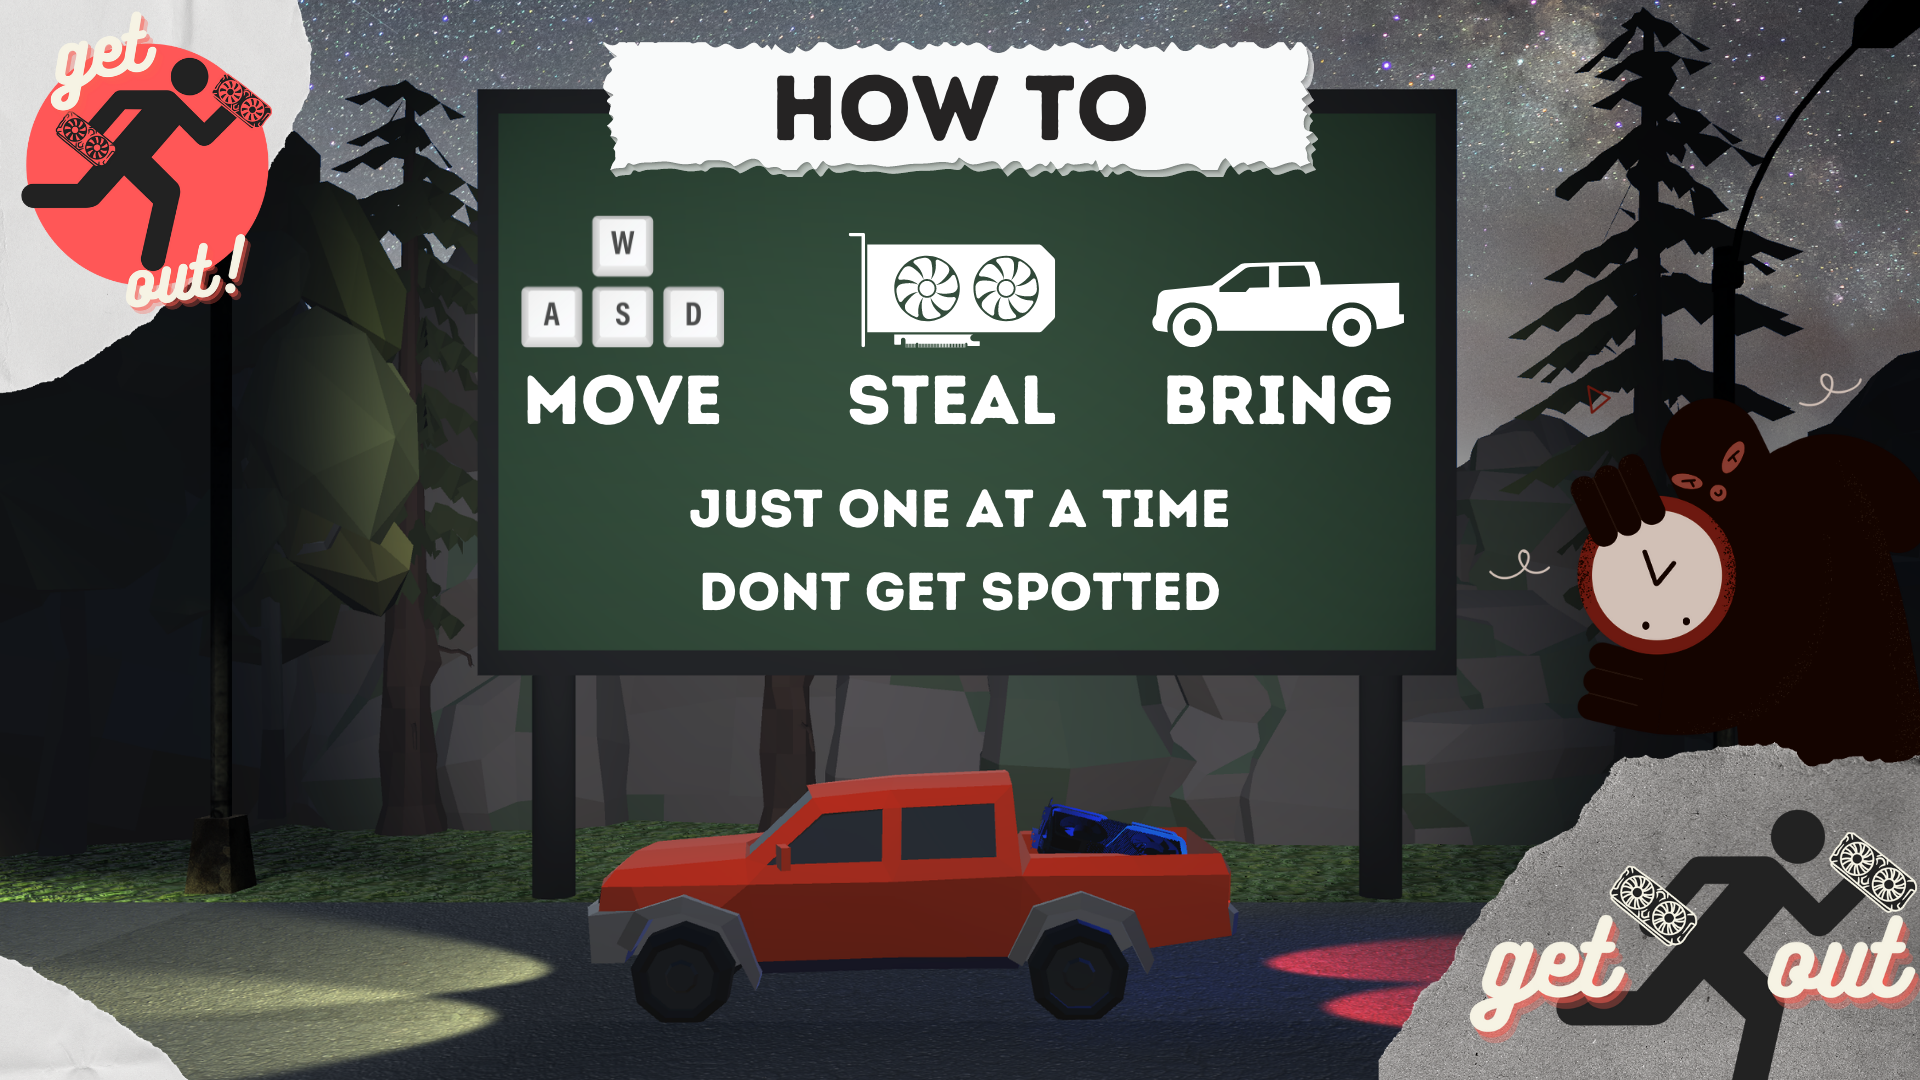 get
out!
HOW TO
W
A S D
MOVE STEAL BRING
JUST ONE AT A TIME
DONT GET SPOTTED
get out